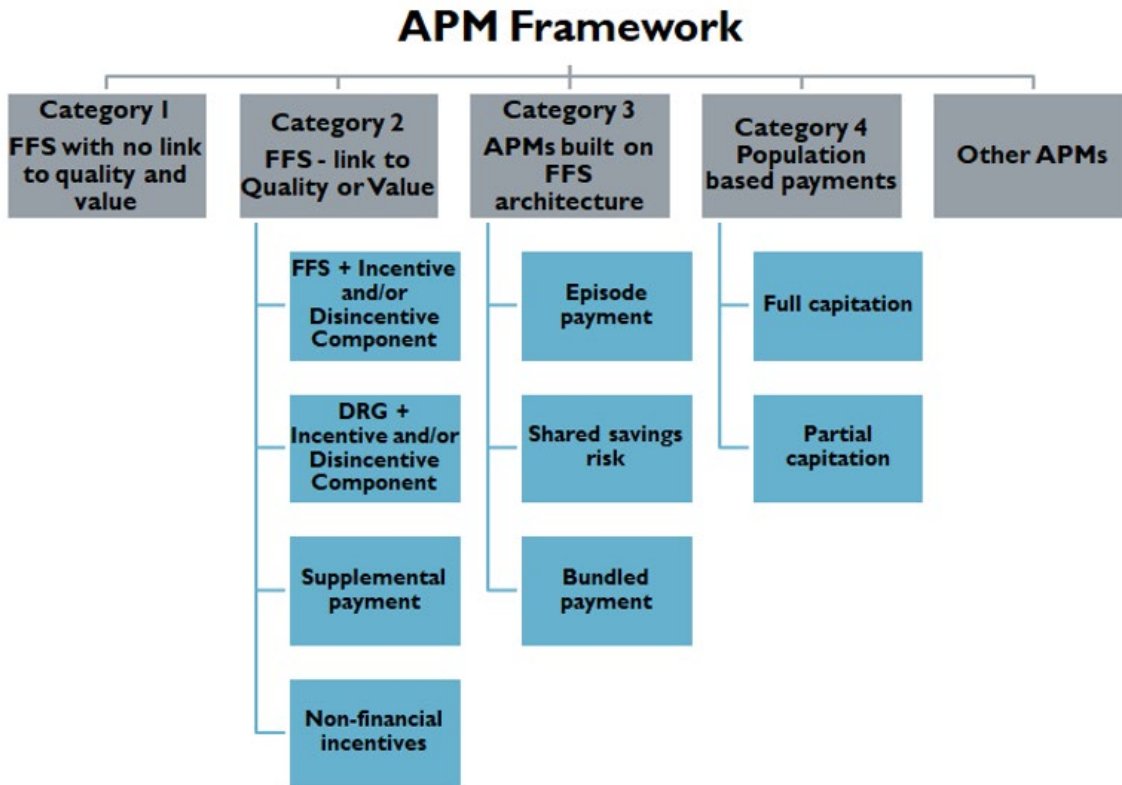 APM Framework
Category 1
FFS with no link
to quality and
value
Category 2
FFS - link to
Quality or Value
Category 3
APMs built on
FFS
architecture
Category 4
Population
based payments
Other APMs
FFS + Incentive
and/or
Disincentive
Component
DRG +
Incentive and/or
Disincentive
Component
Supplemental
payment
Non-financial
incentives
Episode
payment
Shared savings
risk
Bundled
payment
Full capitation
Partial
capitation